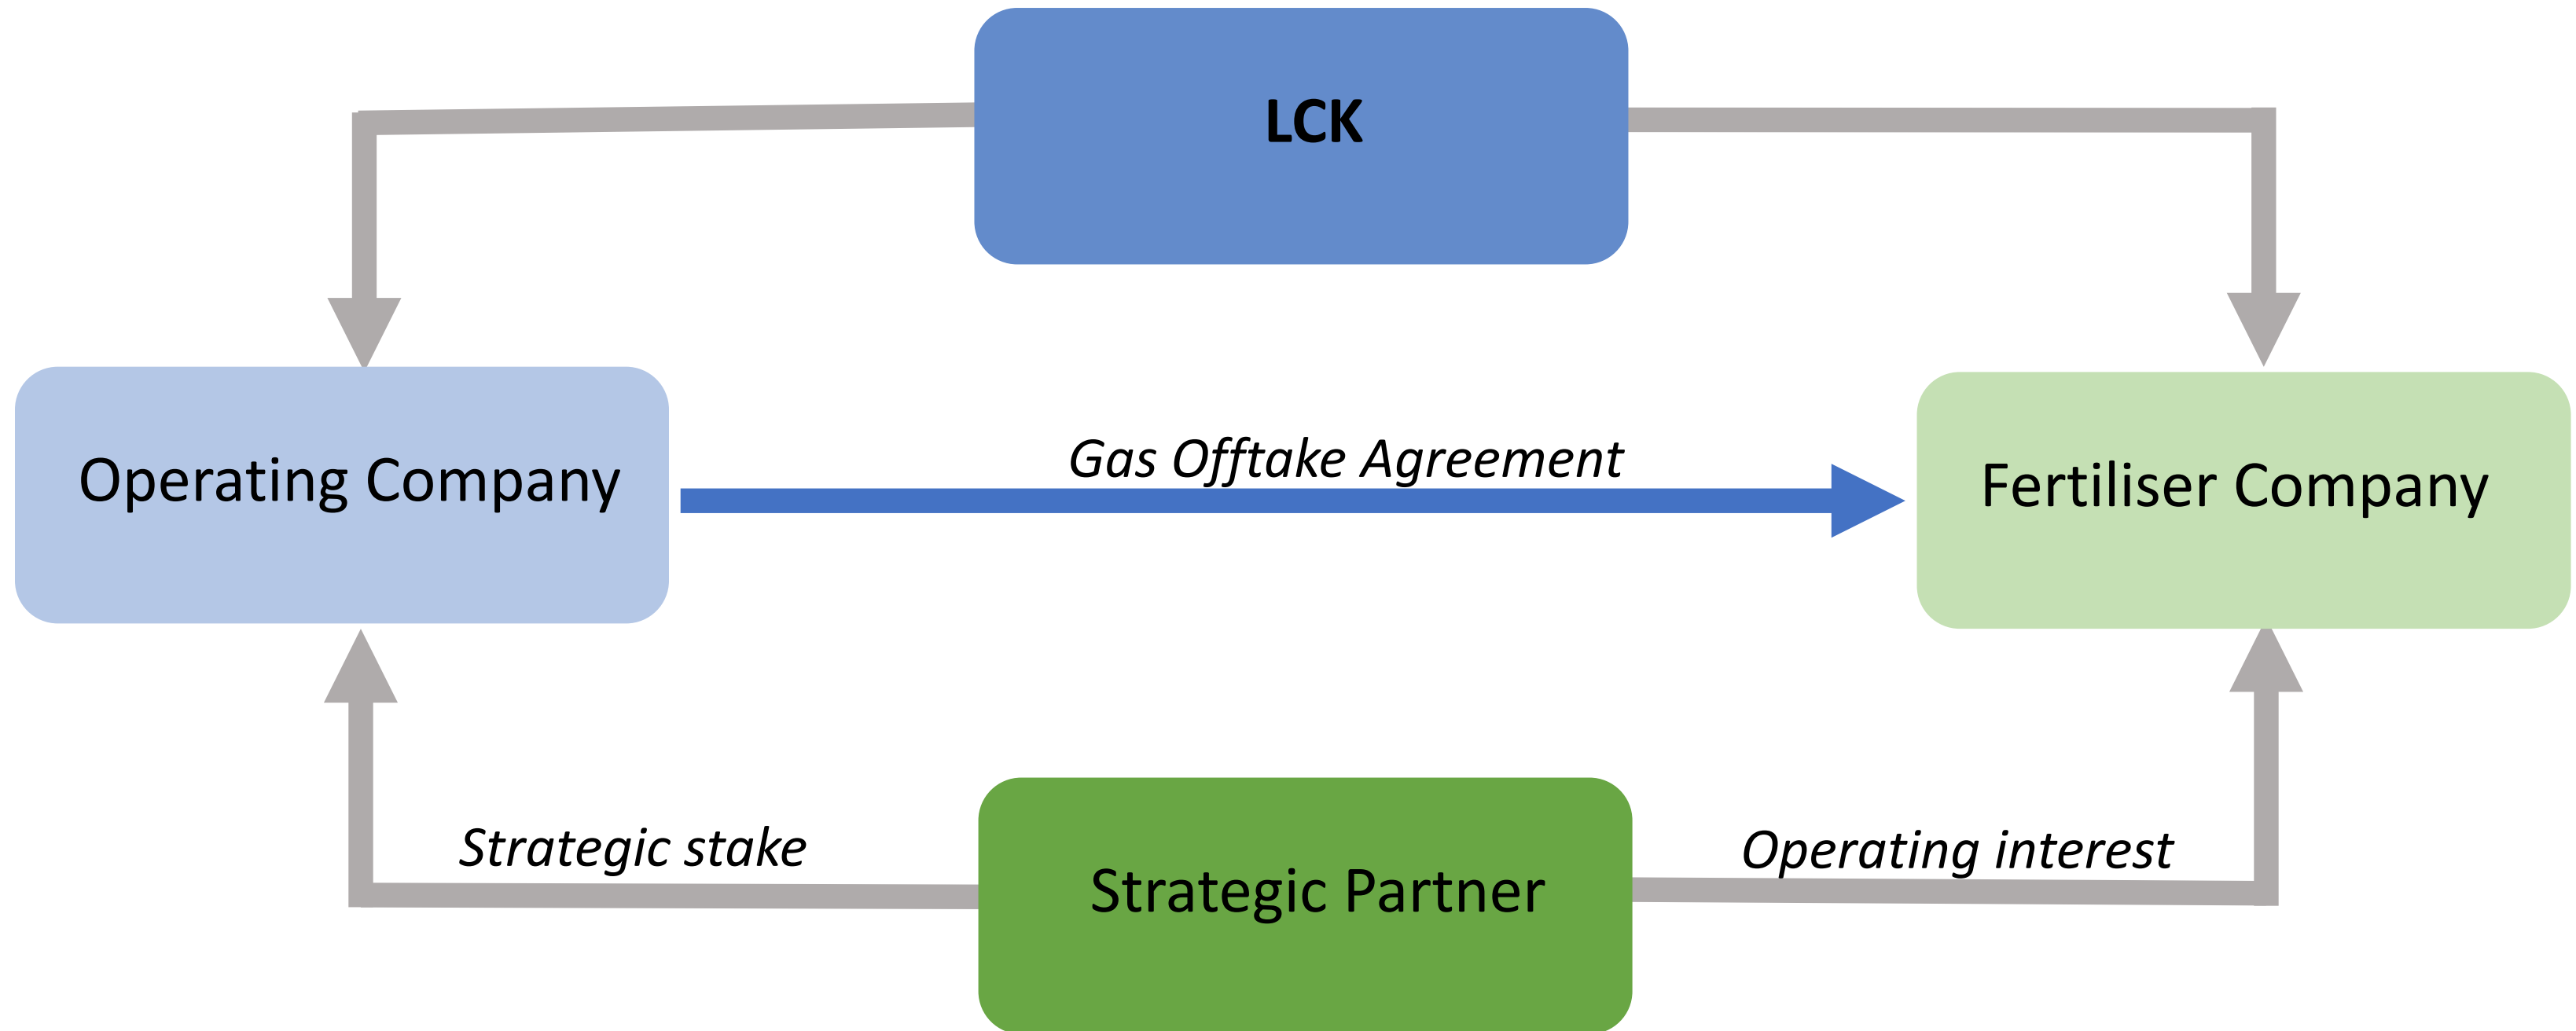 LCK
Operating Company
Gas Offtake Agreement
Fertiliser Company
Strategic stake
Strategic Partner
Operating interest